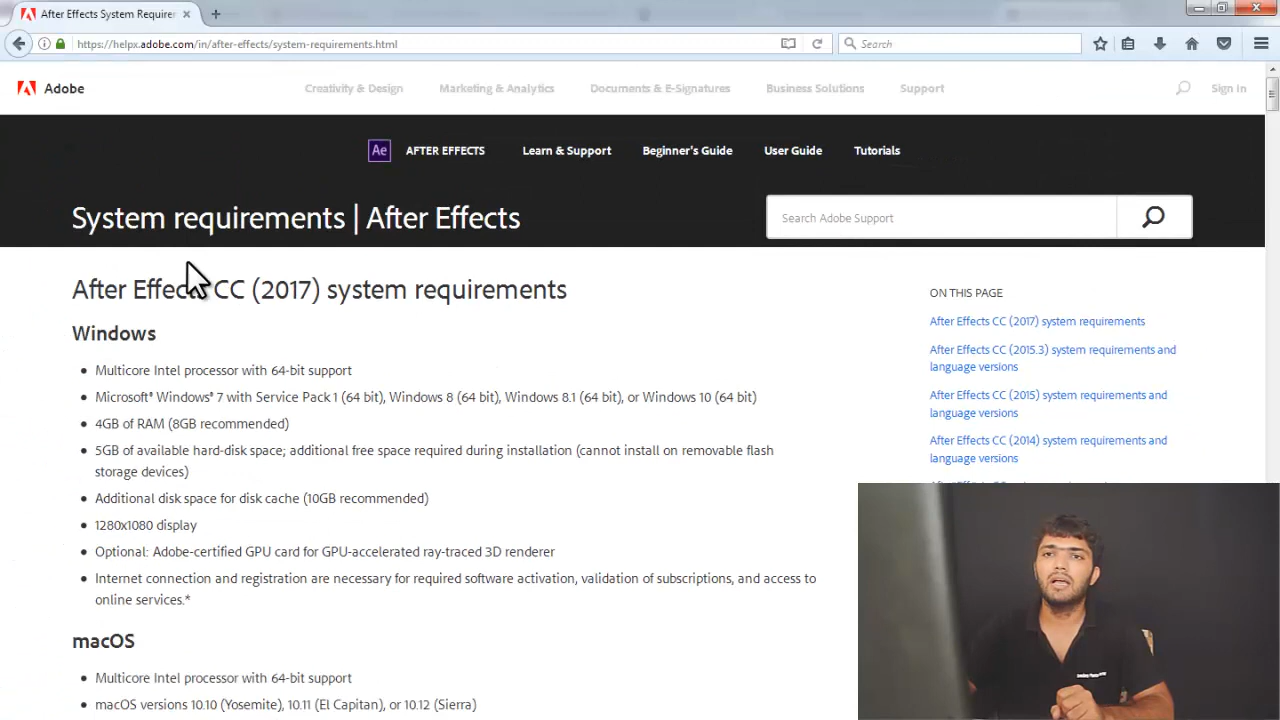 After Effects System Requirem
https://helpx.adobe.com/in/after-effects/system-requirements.html
Search
Adobe
Creativity & Design
Marketing & Analytics
Documents & E-Signatures
Business Solutions
Support
Sign In
Ae
AFTER EFFECTS
Learn & Support
Beginner's Guide
User Guide
Tutorials
System requirements | After Effects
Search Adobe Support
After Effects CC (2017) system requirements
Windows
Multicore Intel processor with 64-bit support
Microsoft® Windows® 7 with Service Pack 1 (64 bit), Windows 8 (64 bit), Windows 8.1 (64 bit), or Windows 10 (64 bit)
4GB of RAM (8GB recommended)
5GB of available hard-disk space; additional free space required during installation (cannot install on removable flash
storage devices)
Additional disk space for disk cache (10GB recommended)
1280x1080 display
Optional: Adobe-certified GPU card for GPU-accelerated ray-traced 3D renderer
Internet connection and registration are necessary for required software activation, validation of subscriptions, and access to
online services.*
macOS
Multicore Intel processor with 64-bit support
macOS versions 10.10 (Yosemite), 10.11 (El Capitan), or 10.12 (Sierra)
ON THIS PAGE
After Effects CC (2017) system requirements
After Effects CC (2015.3) system requirements and
language versions
After Effects CC (2015) system requirements and
language versions
After Effects CC (2014) system requirements and
language versions